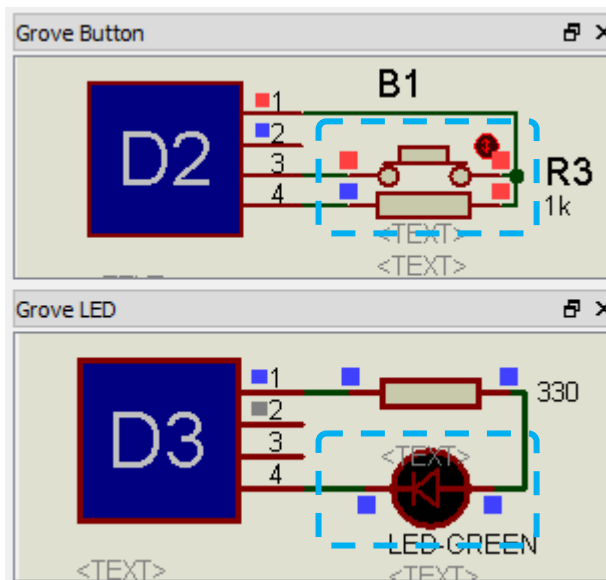 Grove Button
B1
D2
1
2
3
4
R3
1k
<TEXT>
<TEXT>
Grove LED
D3
1
2
3
4
330
<TEXT>
LED-GREEN
<TEXT>
<TEXT>